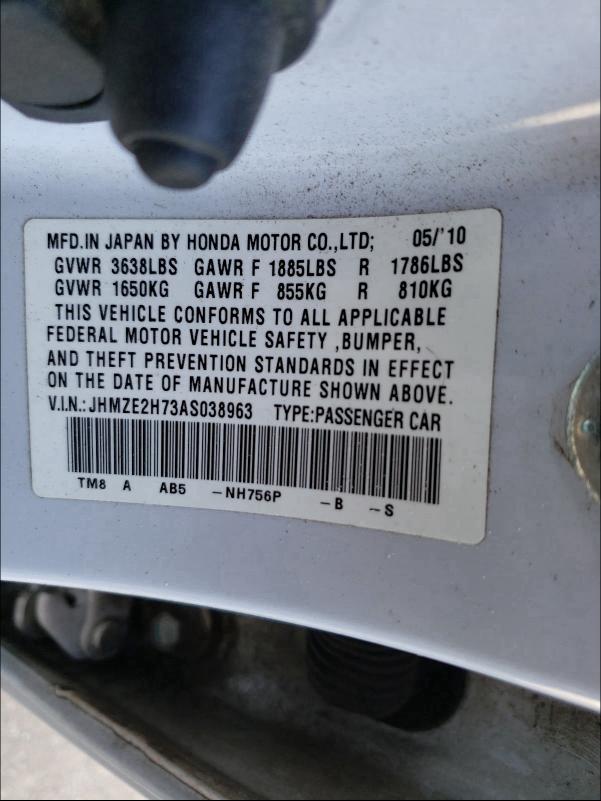 MFD.IN JAPAN BY HONDA MOTOR CO.,LTD; 05/'10
GVWR 3638LBS GAWR F 1885LBS R 1786LBS
GVWR 1650KG GAWR F 855KG R 810KG
THIS VEHICLE CONFORMS TO ALL APPLICABLE
FEDERAL MOTOR VEHICLE SAFETY ,BUMPER,
AND THEFT PREVENTION STANDARDS IN EFFECT
ON THE DATE OF MANUFACTURE SHOWN ABOVE.
V.I.N.: JHMZE2H73AS038963 TYPE:PASSENGER CAR
TM8 A AB5 -NH756P -B -S